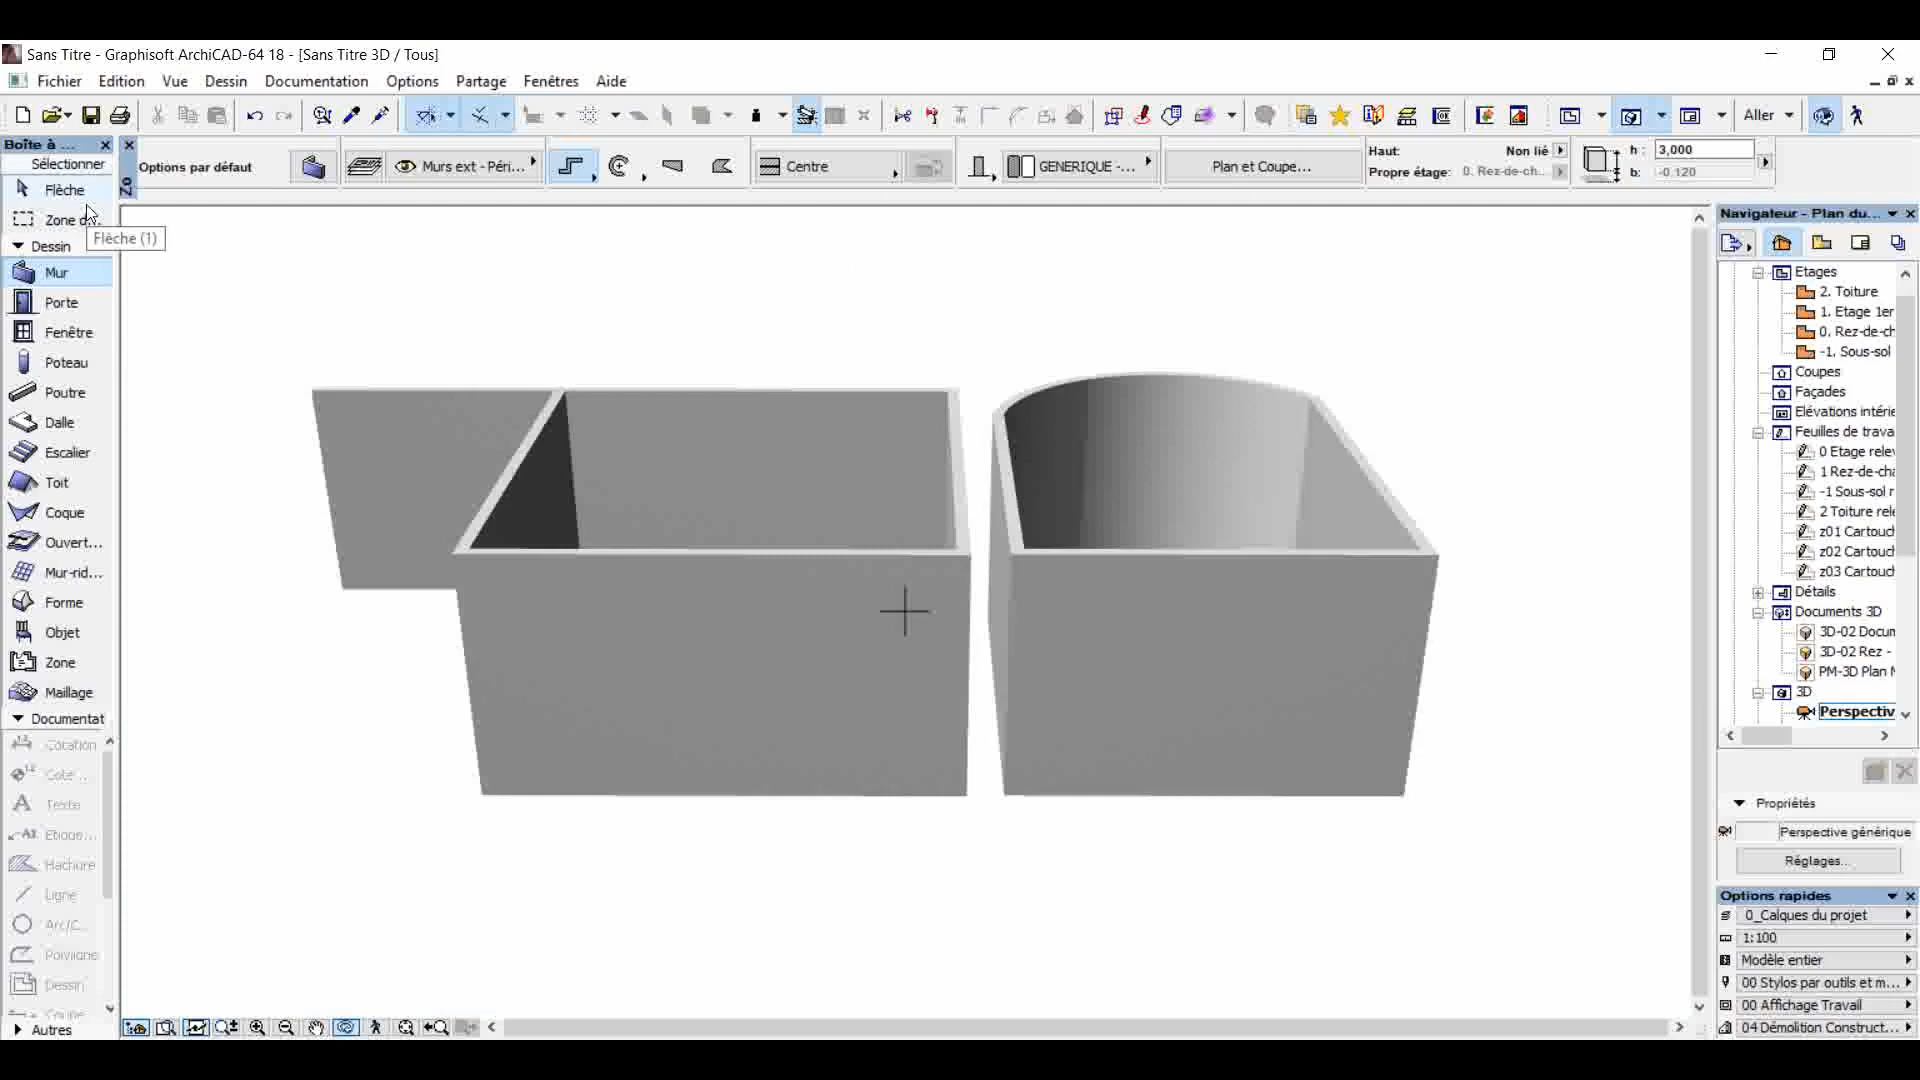 Sans Titre - Graphisoft ArchiCAD-64 18 - [Sans Titre 3D / Tous]
Fichier Edition Vue Dessin Documentation Options Partage Fenêtres Aide
Aller
Boîte à ...
Sélectionner
Flèche
Zone d
Flèche (1)
Dessin
Mur
Porte
Fenêtre
Poteau
Poutre
Dalle
Escalier
Toit
Coque
Ouvert...
Mur-rid...
Forme
Objet
Zone
Maillage
Documentat
Cotation
Cote ...
Texte
Etique...
Hachure
Ligne
Arc/C...
Polyligne
Dessin
Coupe
Autres
Options par défaut
Murs ext - Péri...
Centre
GENERIQUE -...
Plan et Coupe...
Haut: Non lié
Propre étage: 0. Rez-de-ch...
h : 3,000
b: -0.120
Navigateur - Plan du...
Etages
2. Toiture
1. Etage 1er
0. Rez-de-ch
-1. Sous-sol
Coupes
Façades
Elévations intérie
Feuilles de trava
0 Etage relev
1 Rez-de-cha
-1 Sous-sol r
2 Toiture rele
z01 Cartouch
z02 Cartouch
z03 Cartouch
Détails
Documents 3D
3D-02 Docum
3D-02 Rez -
PM-3D Plan M
3D
Perspectiv
Propriétés
Perspective générique
Réglages...
Options rapides
0_Calques du projet
1:100
Modèle entier
00 Stylos par outils et m...
00 Affichage Travail
04 Démolition Construct...